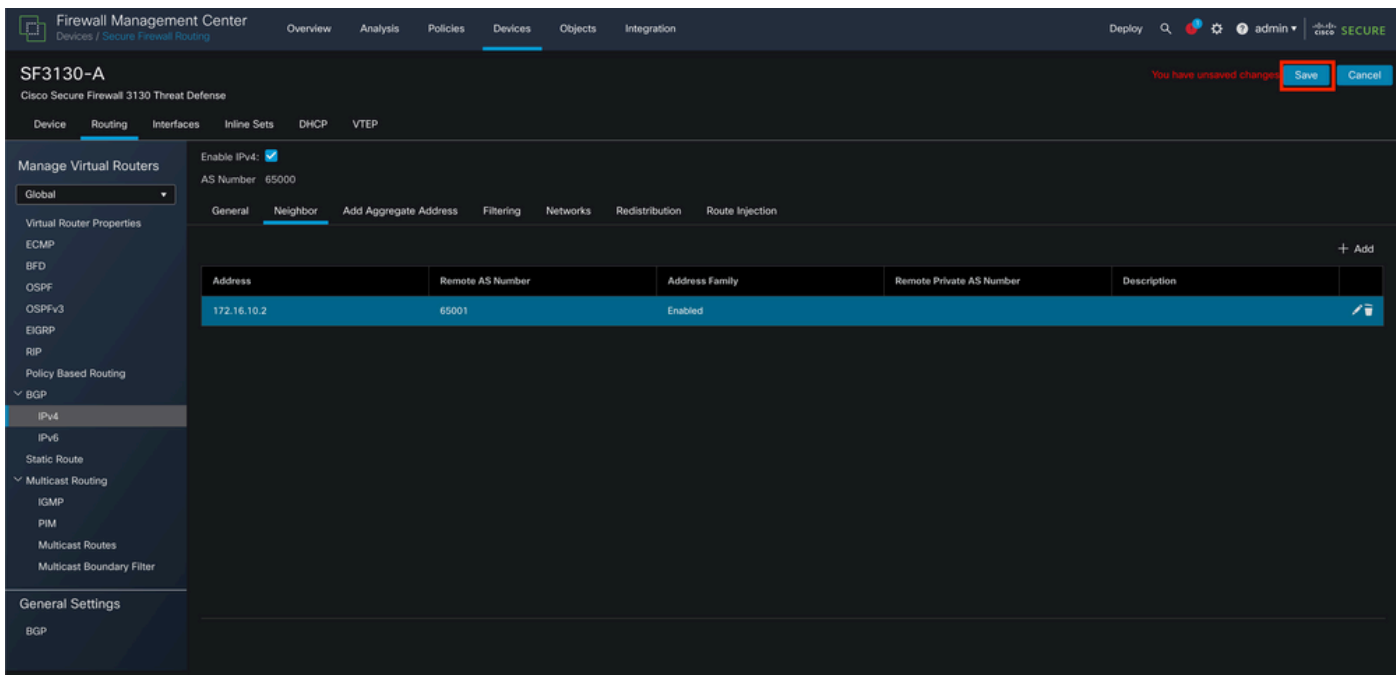 Firewall Management Center
Devices / Secure Firewall Routing
Overview Analysis Policies Devices Objects Integration
Deploy admin cisco SECURE
SF3130-A
Cisco Secure Firewall 3130 Threat Defense
You have unsaved changes Save Cancel
Device Routing Interfaces Inline Sets DHCP VTEP
Manage Virtual Routers
Global
Virtual Router Properties
ECMP
BFD
OSPF
OSPFv3
EIGRP
RIP
Policy Based Routing
BGP
IPv4
IPv6
Static Route
Multicast Routing
IGMP
PIM
Multicast Routes
Multicast Boundary Filter
General Settings
BGP
Enable IPv4:
AS Number 65000
General Neighbor Add Aggregate Address Filtering Networks Redistribution Route Injection
+ Add
Address Remote AS Number Address Family Remote Private AS Number Description
172.16.10.2 65001 Enabled